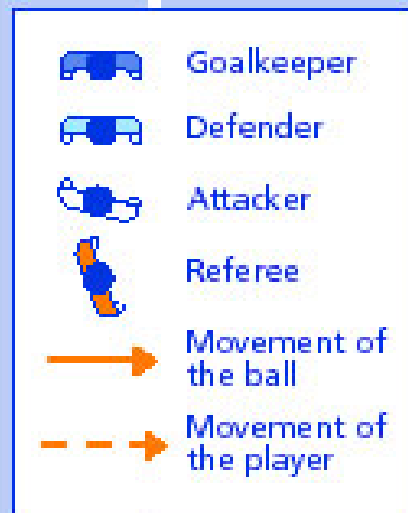 Goalkeeper
Defender
Attacker
Referee
Movement of
the ball
Movement of
the player